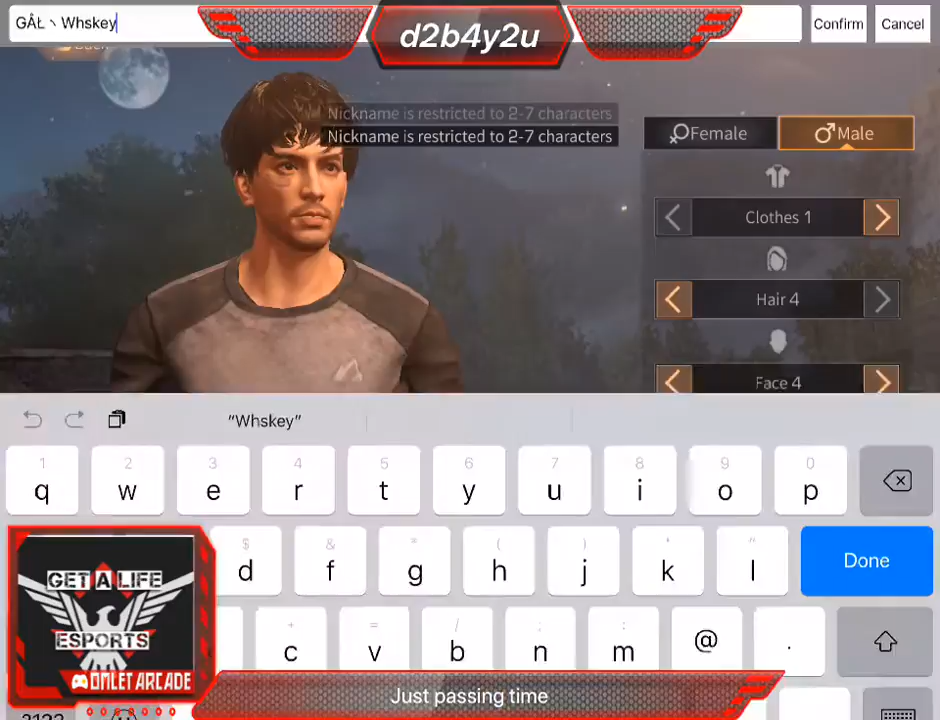 GÂŁ丶Whskey
d2b4y2u
Confirm
Cancel
Nickname is restricted to 2-7 characters
Nickname is restricted to 2-7 characters
Female
Male
Clothes 1
Hair 4
Face 4
"Whskey"
1 2 3 4 5 6 7 8 9 0
q w e r t y u i o p
$ & * ( ) ' "
d f g h j k l
Done
+ = / ; :
c v b n m @ .
GET A LIFE
ESPORTS
OMLET ARCADE
Just passing time